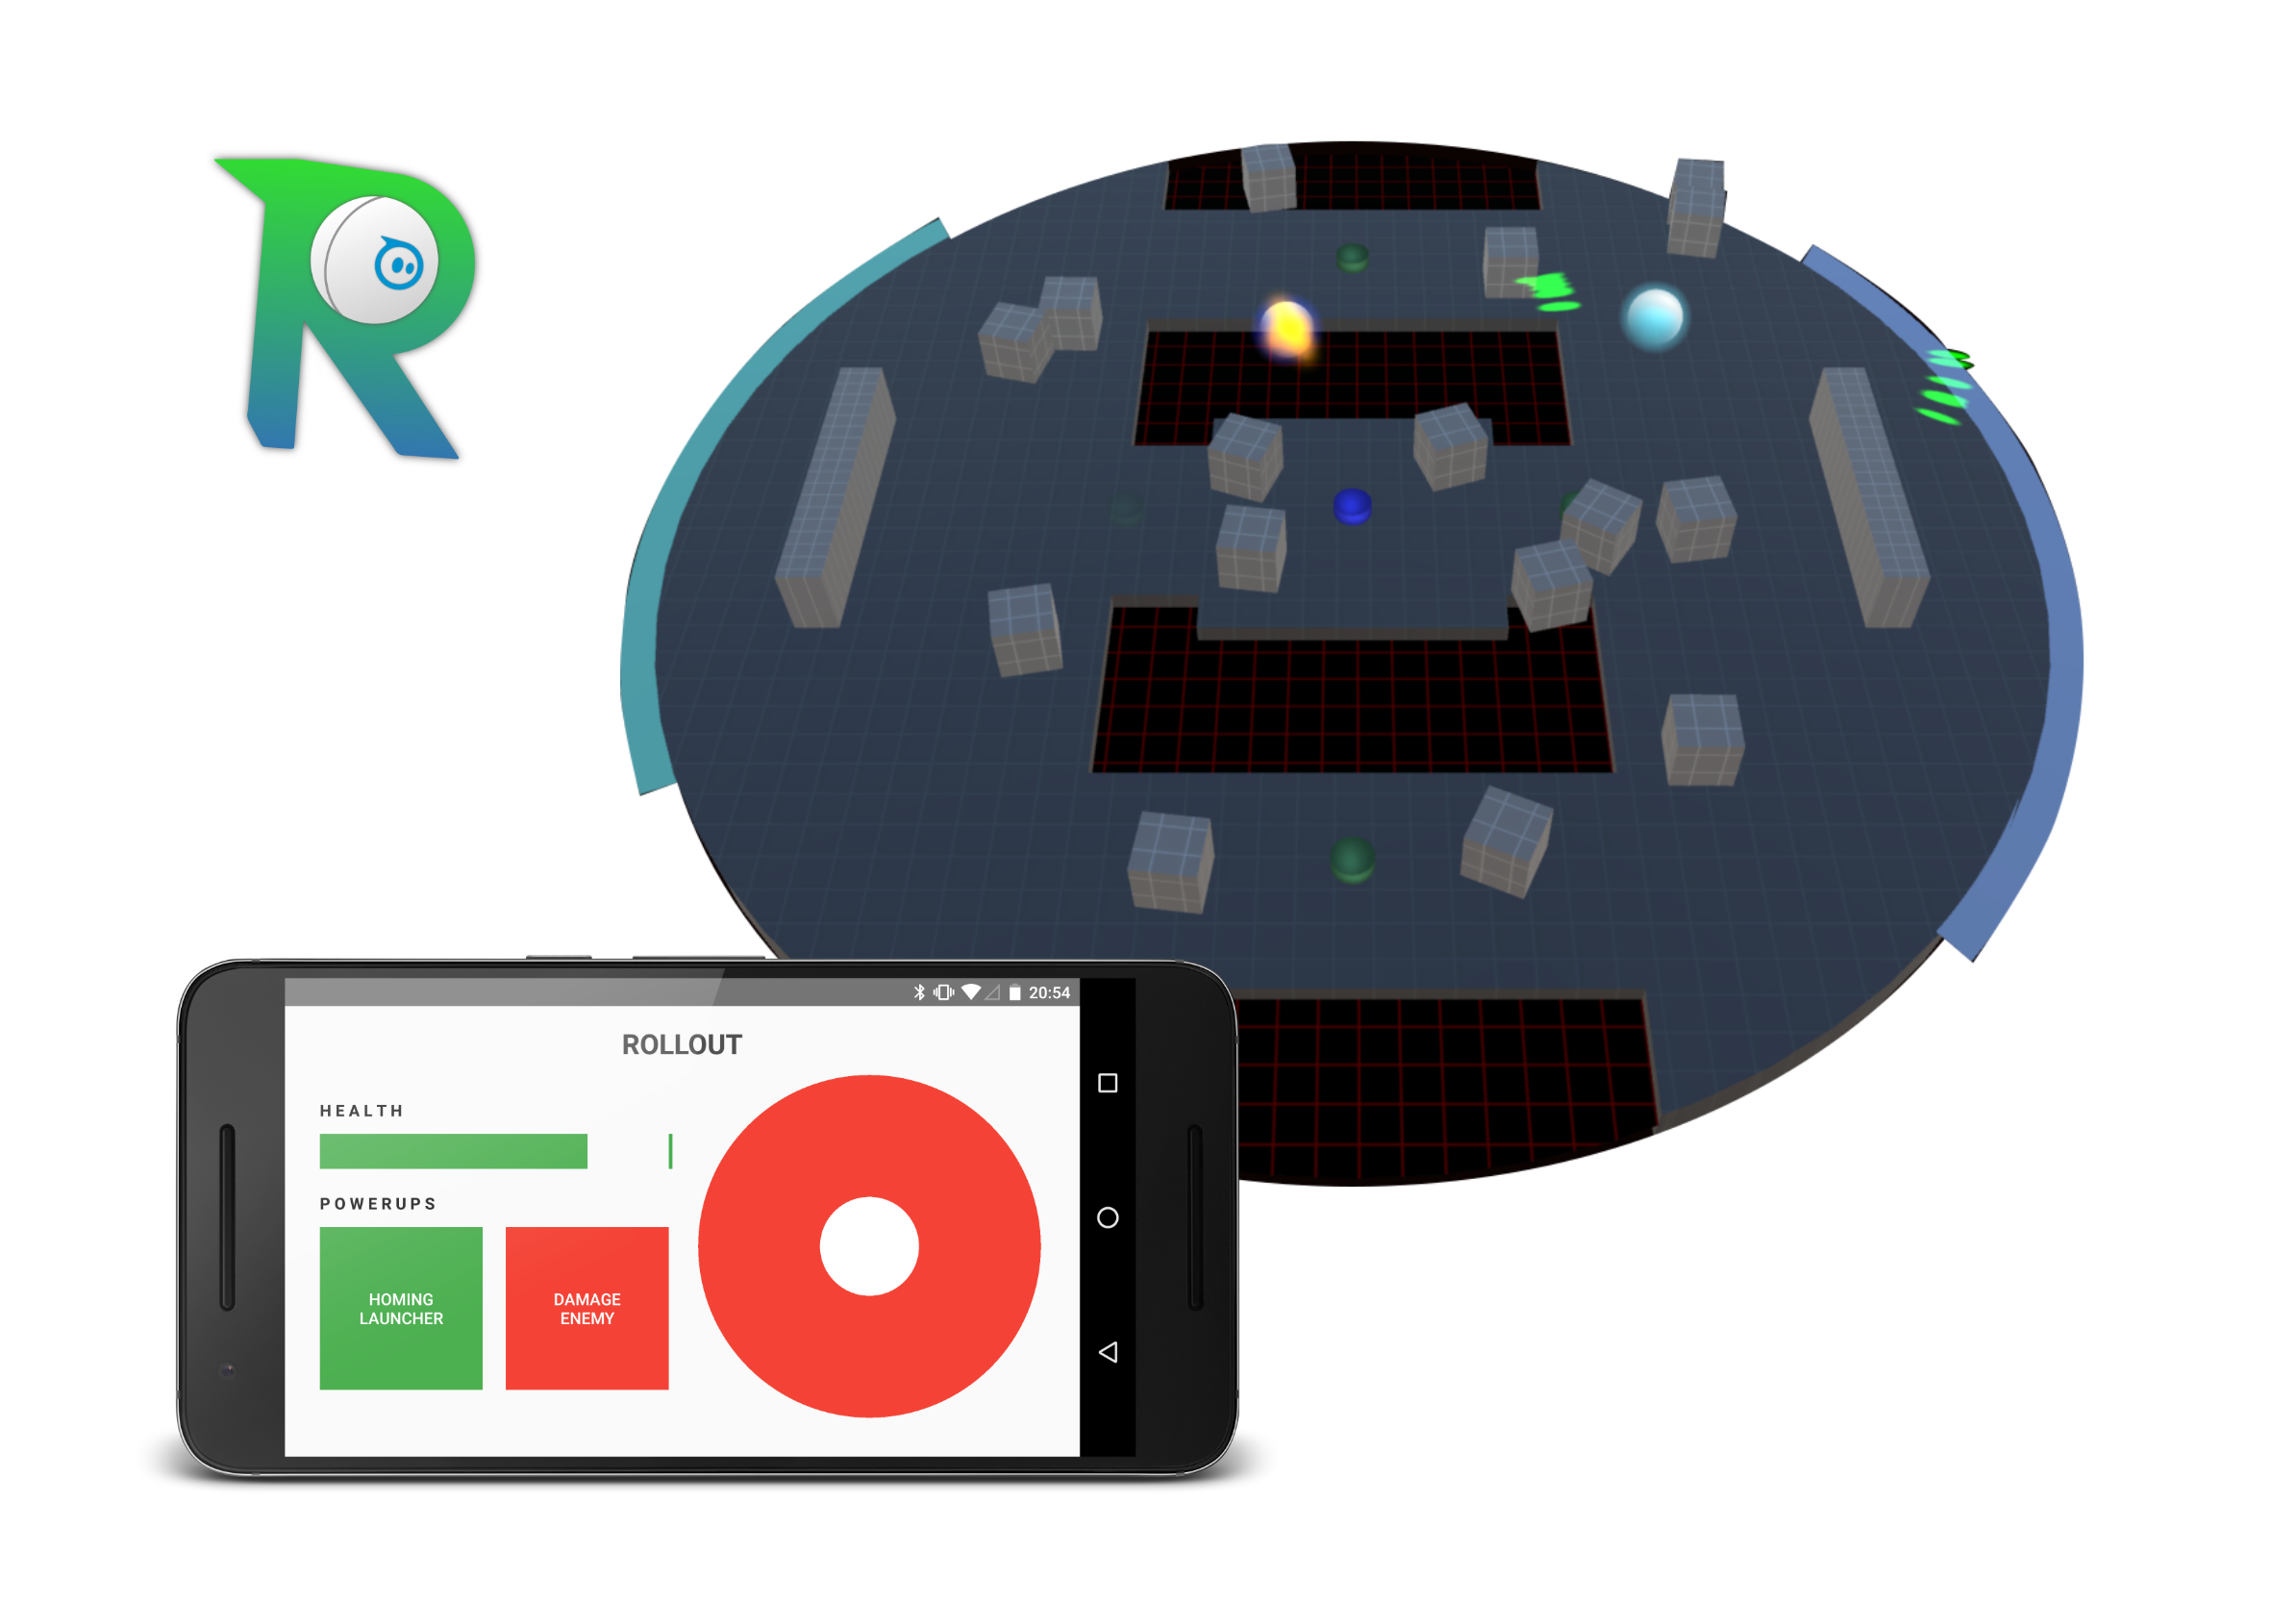 R
20:54
ROLLOUT
HEALTH
POWERUPS
HOMING
LAUNCHER
DAMAGE
ENEMY